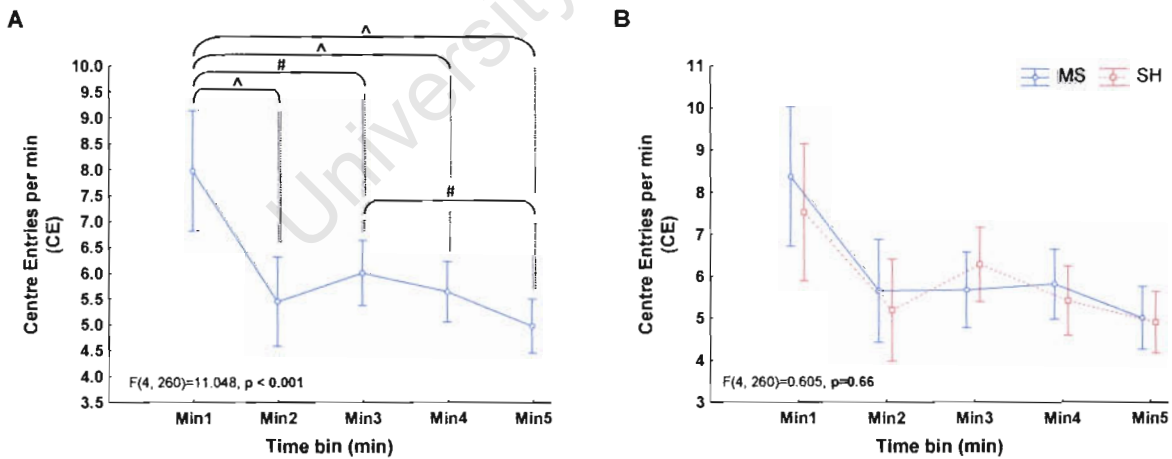 A
^
^
#
^
#
10.0
9.5
9.0
8.5
8.0
7.5
7.0
6.5
6.0
5.5
5.0
4.5
4.0
3.5
Centre Entries per min
(CE)
F(4, 260)=11.048, p < 0.001
Min1 Min2 Min3 Min4 Min5
Time bin (min)
University
B
MS SH
11
10
9
8
7
6
5
4
3
Centre Entries per min
(CE)
F(4, 260)=0.605, p=0.66
Min1 Min2 Min3 Min4 Min5
Time bin (min)